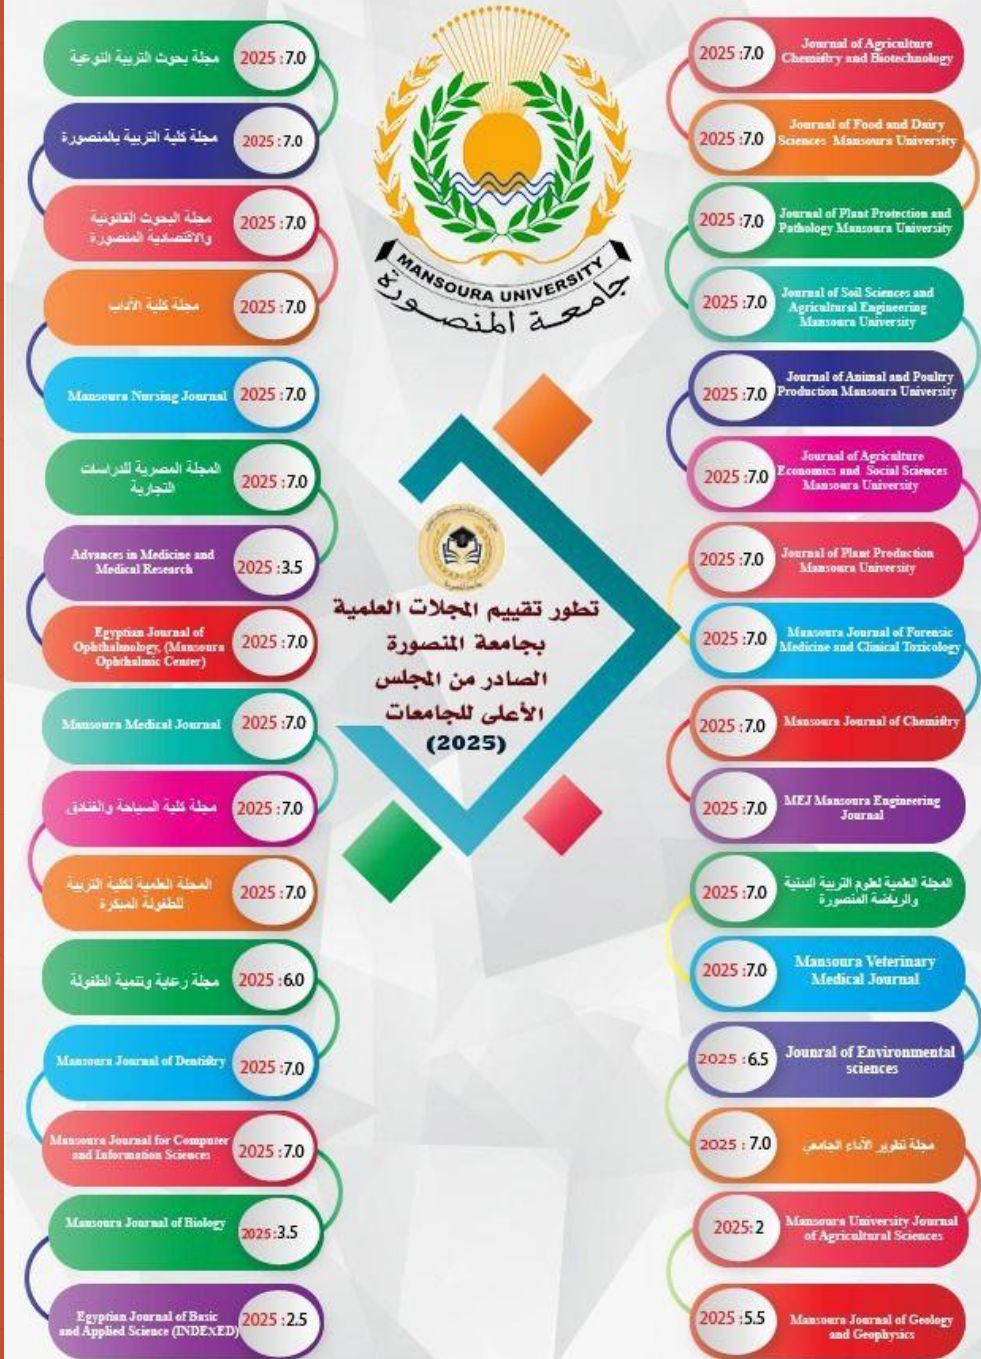 مجلة بحوث التربية النوعية
2025 :7.0
مجلة كلية التربية بالمنصورة
2025 :7.0
مجلة البحوث القانونية
والاقتصادية المنصورة
2025 :7.0
مجلة كلية الآداب
2025 :7.0
Mansoura Nursing Journal
2025 :7.0
المجلة المصرية للدراسات
التجارية
2025 :7.0
Advances in Medicine and
Medical Research
2025 :3.5
Egyptian Journal of
Ophthalmology, (Mansoura
Ophthalmic Center)
2025 :7.0
Mansoura Medical Journal
2025 :7.0
مجلة كلية السياحة والفنادق
2025 :7.0
المجلة العلمية لكلية التربية
للطفولة المبكرة
2025 :7.0
مجلة رعاية وتنمية الطفولة
2025 :6.0
Mansoura Journal of Dentistry
2025 :7.0
Mansoura Journal for Computer
and Information Sciences
2025 :7.0
Mansoura Journal of Biology
2025 :3.5
Egyptian Journal of Basic
and Applied Science (INDEXED)
2025 :2.5
MANSOURA UNIVERSITY
جامعة المنصورة
تطور تقييم المجلات العلمية
بجامعة المنصورة
الصادر من المجلس
الأعلى للجامعات
(2025)
2025 :7.0
Journal of Agriculture
Chemistry and Biotechnology
2025 :7.0
Journal of Food and Dairy
Sciences Mansoura University
2025 :7.0
Journal of Plant Protection and
Pathology Mansoura University
2025 :7.0
Journal of Soil Sciences and
Agricultural Engineering
Mansoura University
2025 :7.0
Journal of Animal and Poultry
Production Mansoura University
2025 :7.0
Journal of Agriculture
Economics and Social Sciences
Mansoura University
2025 :7.0
Journal of Plant Production
Mansoura University
2025 :7.0
Mansoura Journal of Forensic
Medicine and Clinical Toxicology
2025 :7.0
Mansoura Journal of Chemistry
2025 :7.0
MEJ Mansoura Engineering
Journal
2025 :7.0
المجلة العلمية لعلوم التربية البدنية
والرياضة المنصورة
2025 :7.0
Mansoura Veterinary
Medical Journal
2025 :6.5
Jounral of Environmental
sciences
2025 : 7.0
مجلة تطوير الأداء الجامعي
2025: 2
Mansoura University Journal
of Agricultural Sciences
2025 :5.5
Mansoura Journal of Geology
and Geophysics